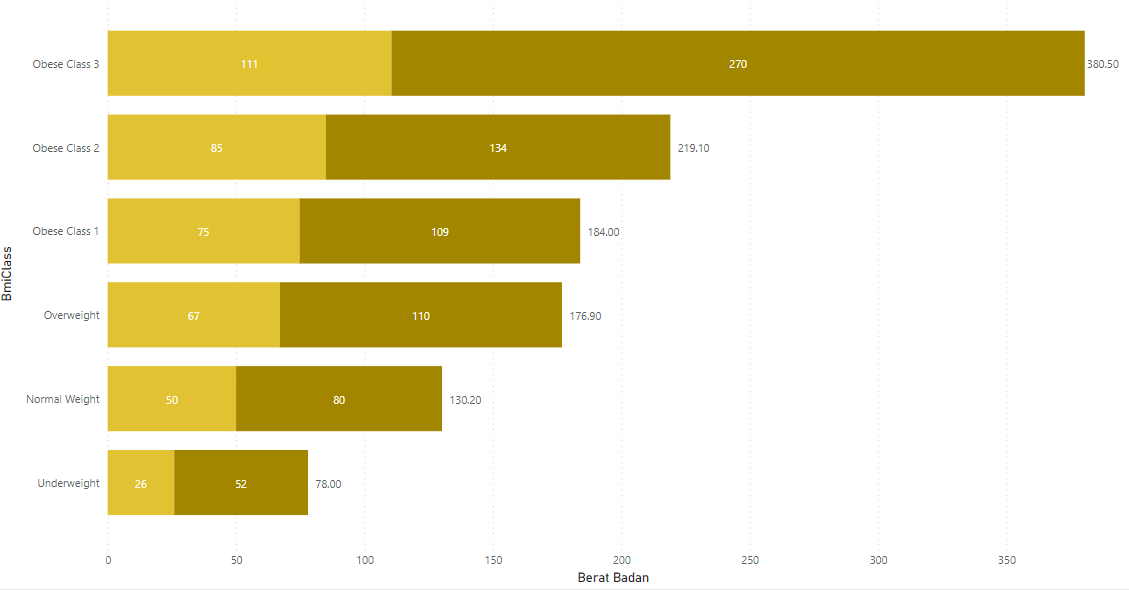 Obese Class 3 111 270 380.50
Obese Class 2 85 134 219.10
Obese Class 1 75 109 184.00
Overweight 67 110 176.90
Normal Weight 50 80 130.20
Underweight 26 52 78.00
BmiClass
0 50 100 150 200 250 300 350
Berat Badan